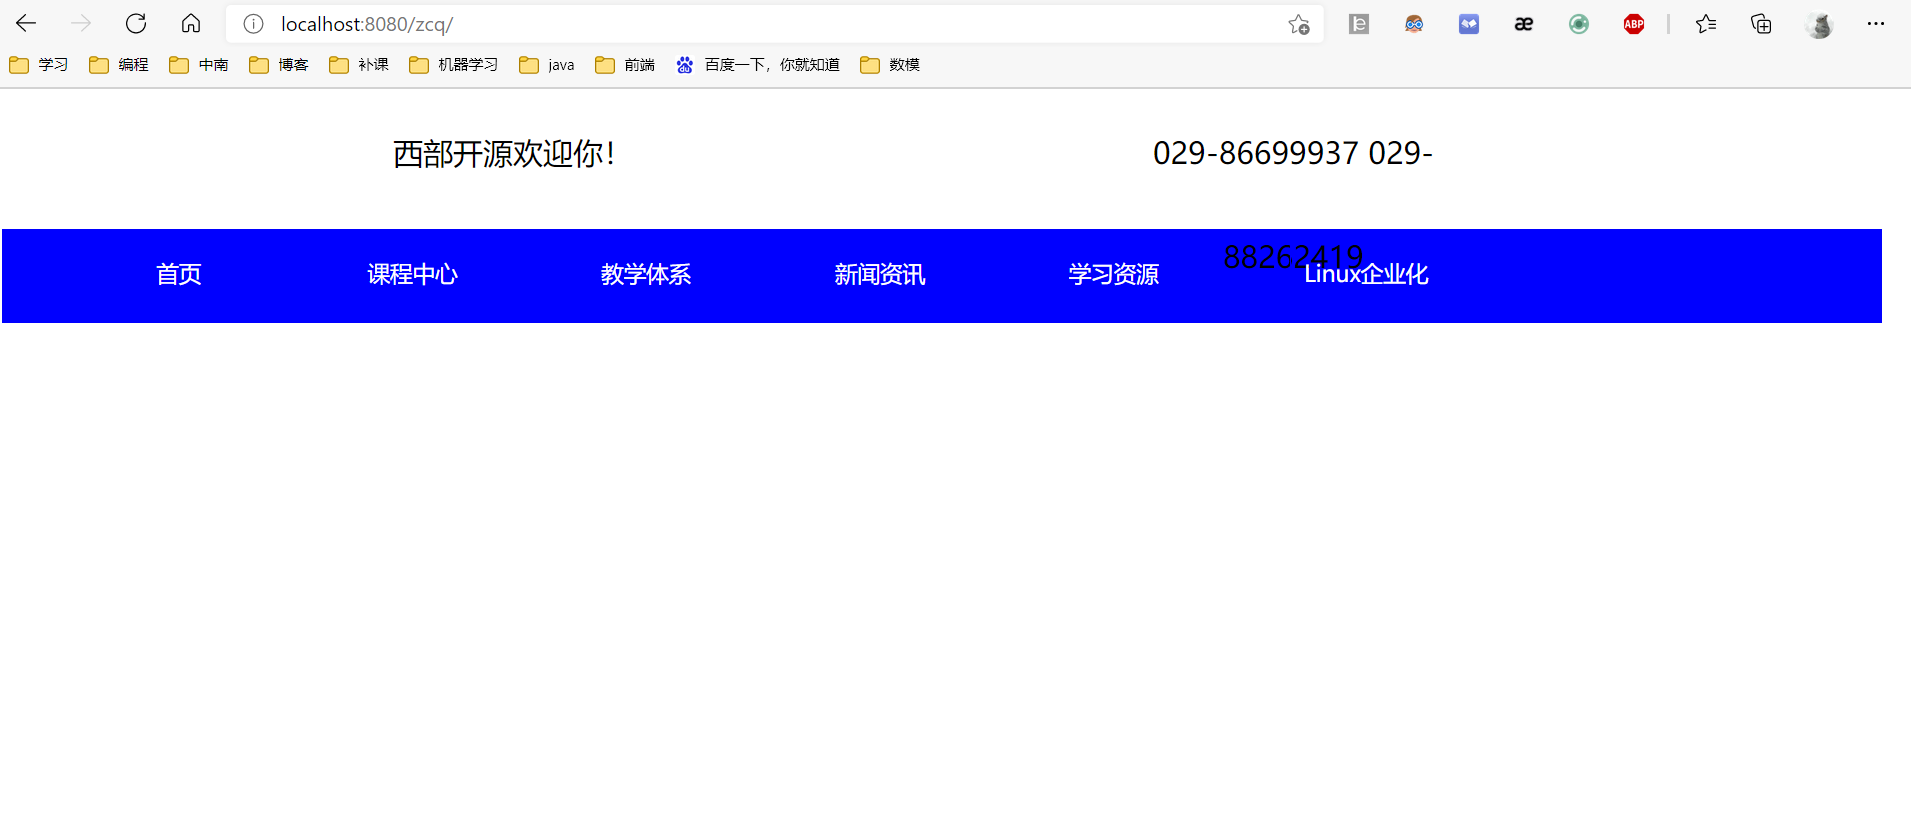 localhost:8080/zcq/
ABP
学习 编程 中南 博客 补课 机器学习 java 前端 百度一下，你就知道 数模
西部开源欢迎你！ 029-86699937 029-
88262419
首页 课程中心 教学体系 新闻资讯 学习资源 Linux企业化